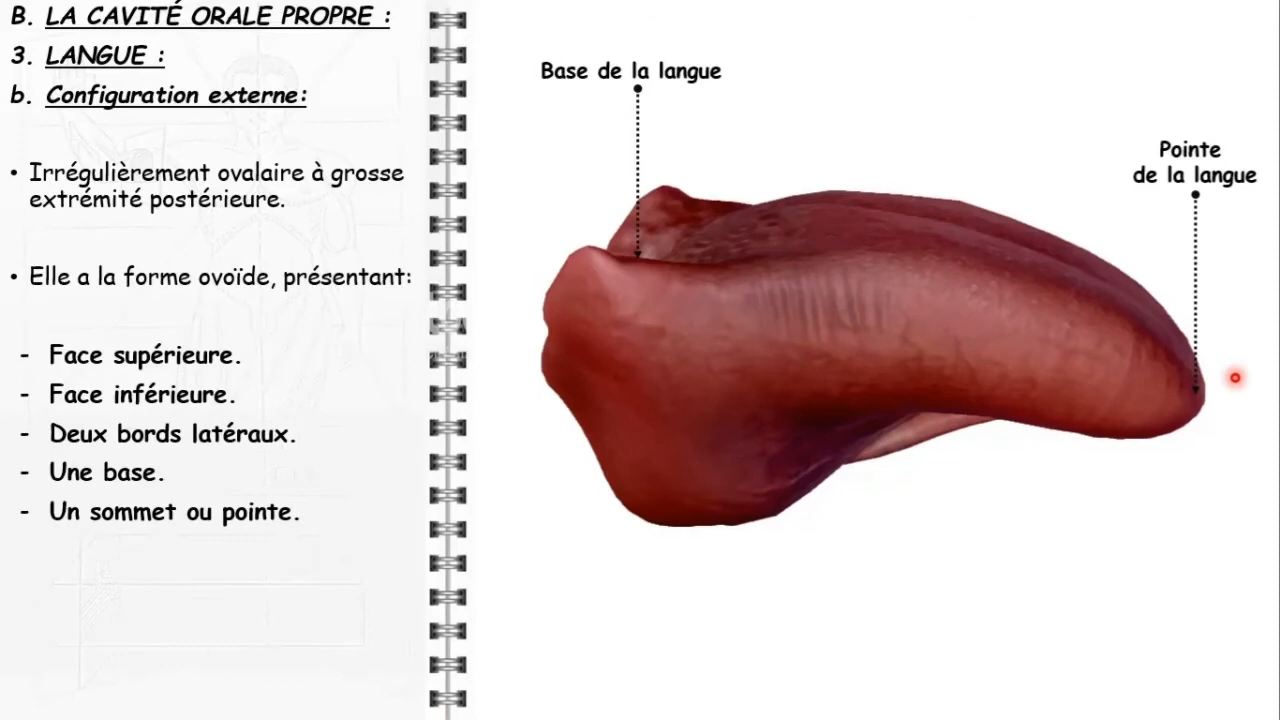 B. LA CAVITÉ ORALE PROPRE :
3. LANGUE :
b. Configuration externe:
• Irrégulièrement ovalaire à grosse
extrémité postérieure.
• Elle a la forme ovoïde, présentant:
- Face supérieure.
- Face inférieure.
- Deux bords latéraux.
- Une base.
- Un sommet ou pointe.
Base de la langue
Pointe
de la langue